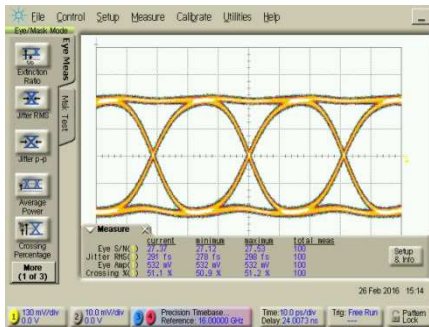 File Control Setup Measure Calibrate Utilities Help
Eye/Mask Mode
Extinction
Ratio
Jitter RMS
Jitter p-p
Average
Power
Crossing
Percentage
More
(1 of 3)
Eye Meas
Msk Test
Measure
current minimum maximum total meas
Eye S/N( ) 27.37 27.12 27.53 100
Jitter RMS( ) 291 fs 278 fs 298 fs 100
Eye Amp( ) 532 mV 532 mV 532 mV 100
Crossing %( ) 51.1 % 50.9 % 51.2 % 100
Setup
& Info
26 Feb 2016 15:14
1 130 mV/div
0.0 V
2 10.0 mV/div
0.0 V
3 4 Precision Timebase...
Reference: 16.00000 GHz
Time:10.0 ps/div
Delay:24.0073 ns
Trig: Free Run
Pattern
Lock